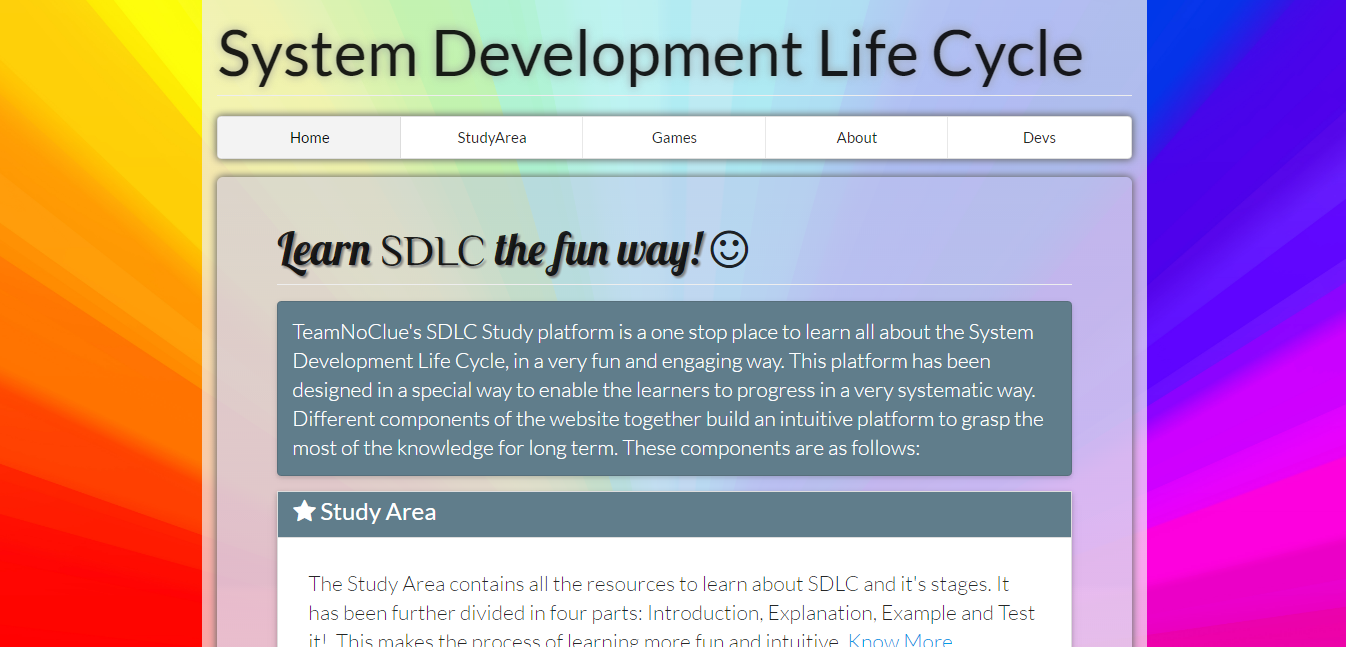 System Development Life Cycle
Home StudyArea Games About Devs
Learn SDLC the fun way!
TeamNoClue's SDLC Study platform is a one stop place to learn all about the System
Development Life Cycle, in a very fun and engaging way. This platform has been
designed in a special way to enable the learners to progress in a very systematic way.
Different components of the website together build an intuitive platform to grasp the
most of the knowledge for long term. These components are as follows:
Study Area
The Study Area contains all the resources to learn about SDLC and it's stages. It
has been further divided in four parts: Introduction, Explanation, Example and Test
it!. This makes the process of learning more fun and intuitive. Know More